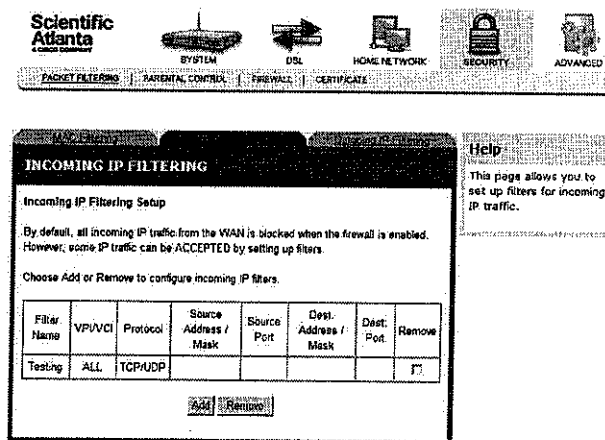 Scientific
Atlanta
A CISCO COMPANY
SYSTEM
DSL
HOME NETWORK
SECURITY
ADVANCED
PACKET FILTERING | PARENTAL CONTROL | FIREWALL | CERTIFICATE
MAC Filtering
INCOMING IP FILTERING
Incoming IP Filtering Setup
By default, all incoming IP traffic from the WAN is blocked when the firewall is enabled.
However, some IP traffic can be ACCEPTED by setting up filters.
Choose Add or Remove to configure incoming IP filters.
Filter Name VPI/VCI Protocol Source Address / Mask Source Port Dest. Address / Mask Dest. Port Remove
Testing ALL TCP/UDP
Add Remove
Help
This page allows you to
set up filters for incoming
IP traffic.